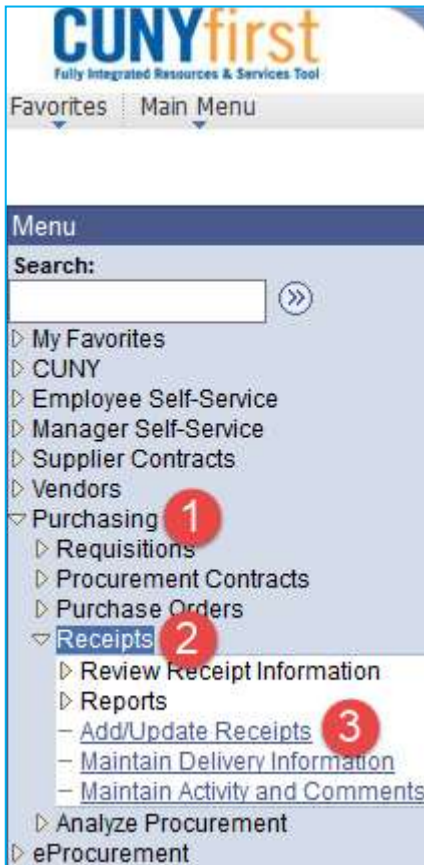 CUNYfirst
Fully Integrated Resources & Services Tool
Favorites Main Menu
Menu
Search:
My Favorites
CUNY
Employee Self-Service
Manager Self-Service
Supplier Contracts
Vendors
Purchasing 1
Requisitions
Procurement Contracts
Purchase Orders
Receipts 2
Review Receipt Information
Reports
Add/Update Receipts 3
Maintain Delivery Information
Maintain Activity and Comments
Analyze Procurement
eProcurement